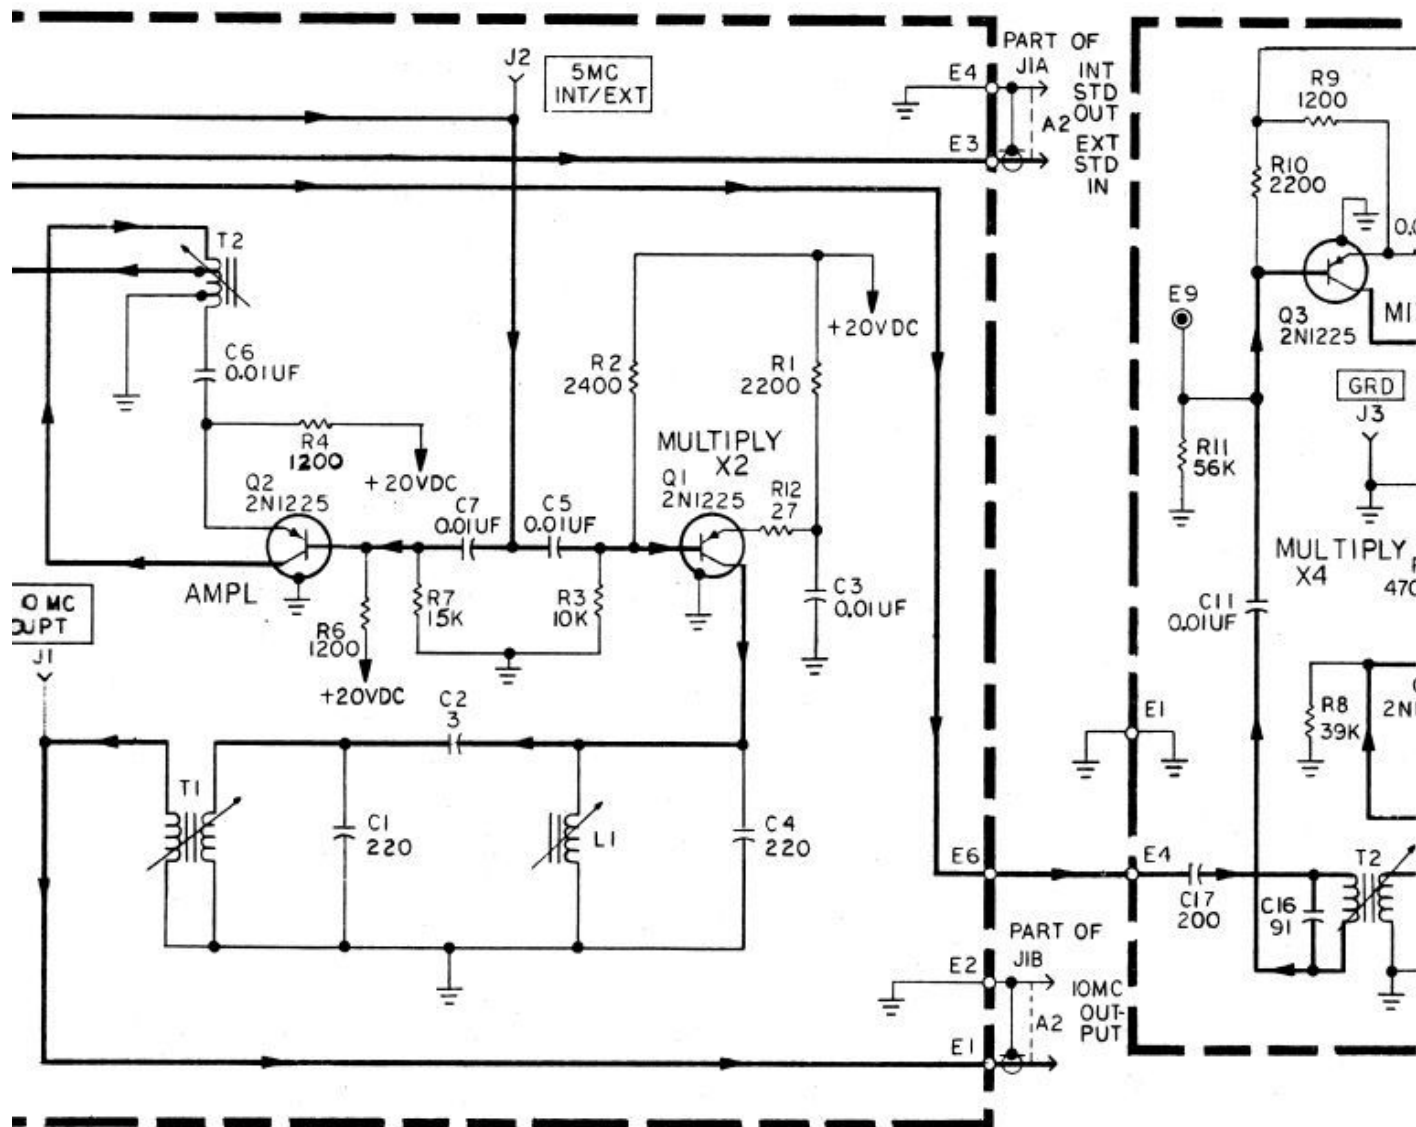 PART OF
J1A
INT
STD
OUT
EXT
STD
IN
J2
5MC
INT/EXT
E4
E3
A2
R9
1200
R10
2200
T2
+20VDC
E9
Q3
2N1225
C6
0.01UF
R2
2400
R1
2200
GRD
J3
R4
1200
+20VDC
MULTIPLY
X2
Q1
2N1225
R12
27
R11
56K
Q2
2N1225
C7
0.01UF
C5
0.01UF
AMPL
R7
15K
R3
10K
C3
0.01UF
C11
0.01UF
MULTIPLY
X4
R6
1200
+20VDC
MC
J1
C2
3
E1
R8
39K
T1
C1
220
L1
C4
220
E6
E4
C17
200
C16
91
T2
PART OF
J1B
E2
10MC
OUT-
PUT
A2
E1